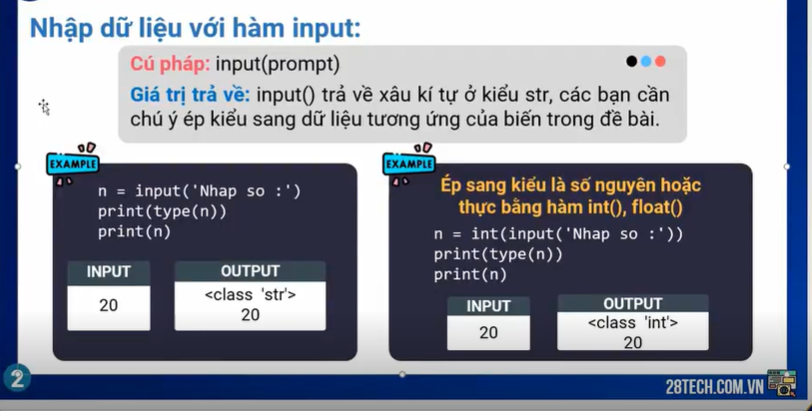 Nhập dữ liệu với hàm input:
Cú pháp: input(prompt)
Giá trị trả về: input() trả về xâu kí tự ở kiểu str, các bạn cần
chú ý ép kiểu sang dữ liệu tương ứng của biến trong đề bài.
EXAMPLE
n = input('Nhap so :')
print(type(n))
print(n)
INPUT
20
OUTPUT
<class 'str'>
20
EXAMPLE
Ép sang kiểu là số nguyên hoặc
thực bằng hàm int(), float()
n = int(input('Nhap so :'))
print(type(n))
print(n)
INPUT
20
OUTPUT
<class 'int'>
20
2
28TECH.COM.VN